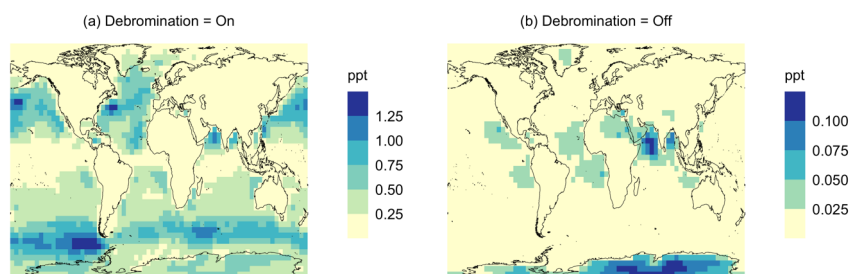 (a) Debromination = On
ppt
1.25
1.00
0.75
0.50
0.25
(b) Debromination = Off
ppt
0.100
0.075
0.050
0.025